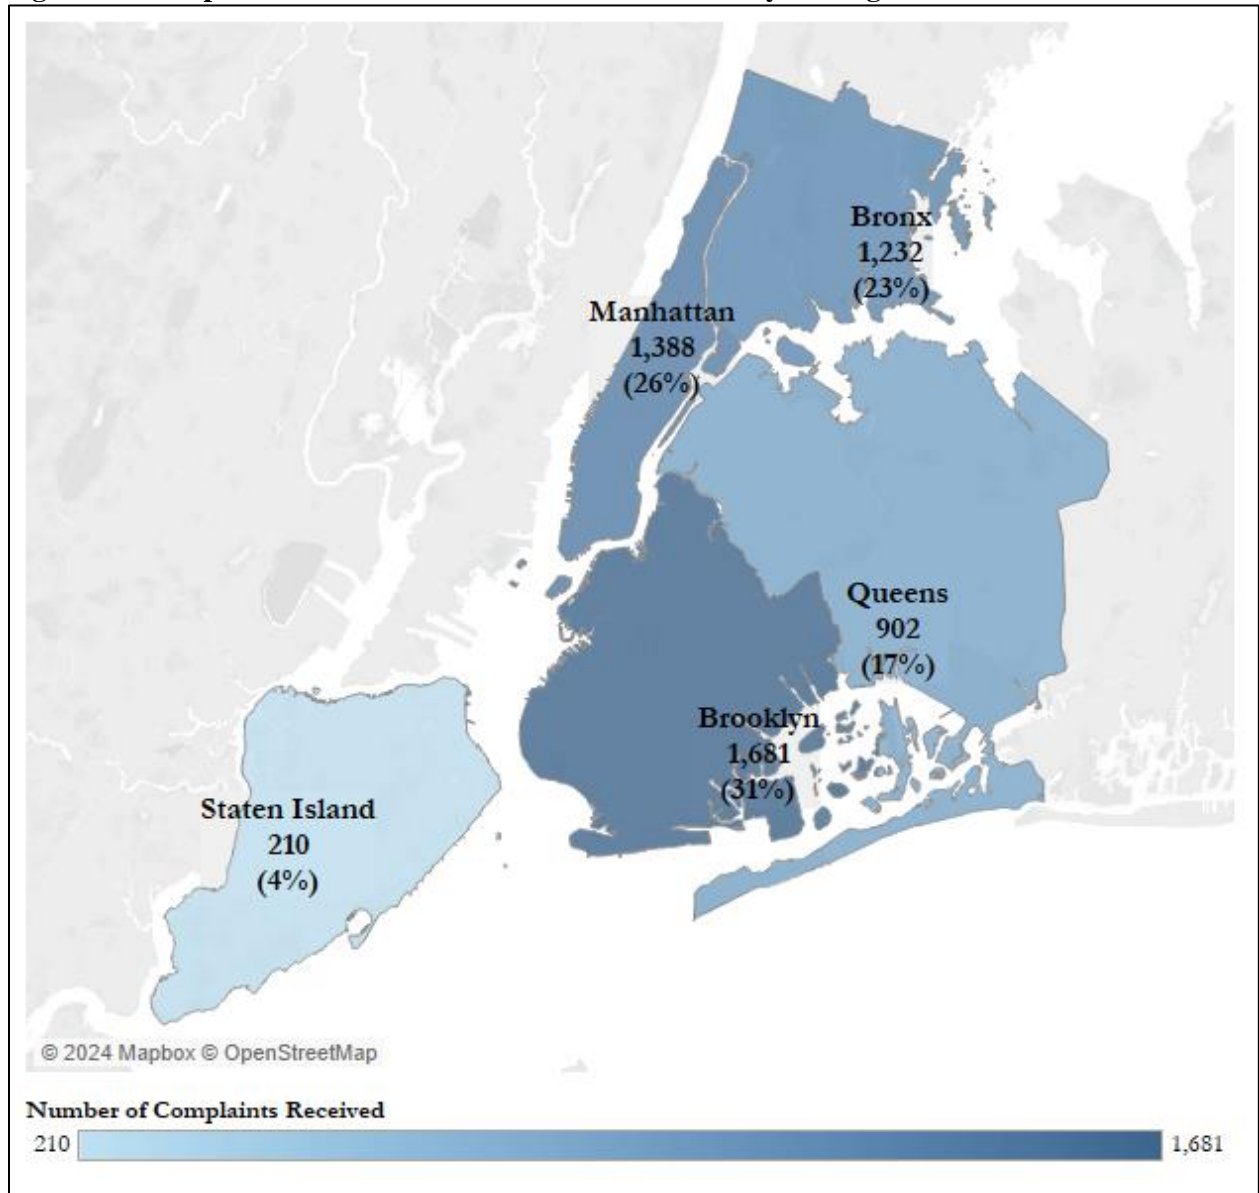 Bronx
1,232
(23%)
Manhattan
1,388
(26%)
Queens
902
(17%)
Brooklyn
1,681
(31%)
Staten Island
210
(4%)
© 2024 Mapbox © OpenStreetMap
Number of Complaints Received
210 1,681